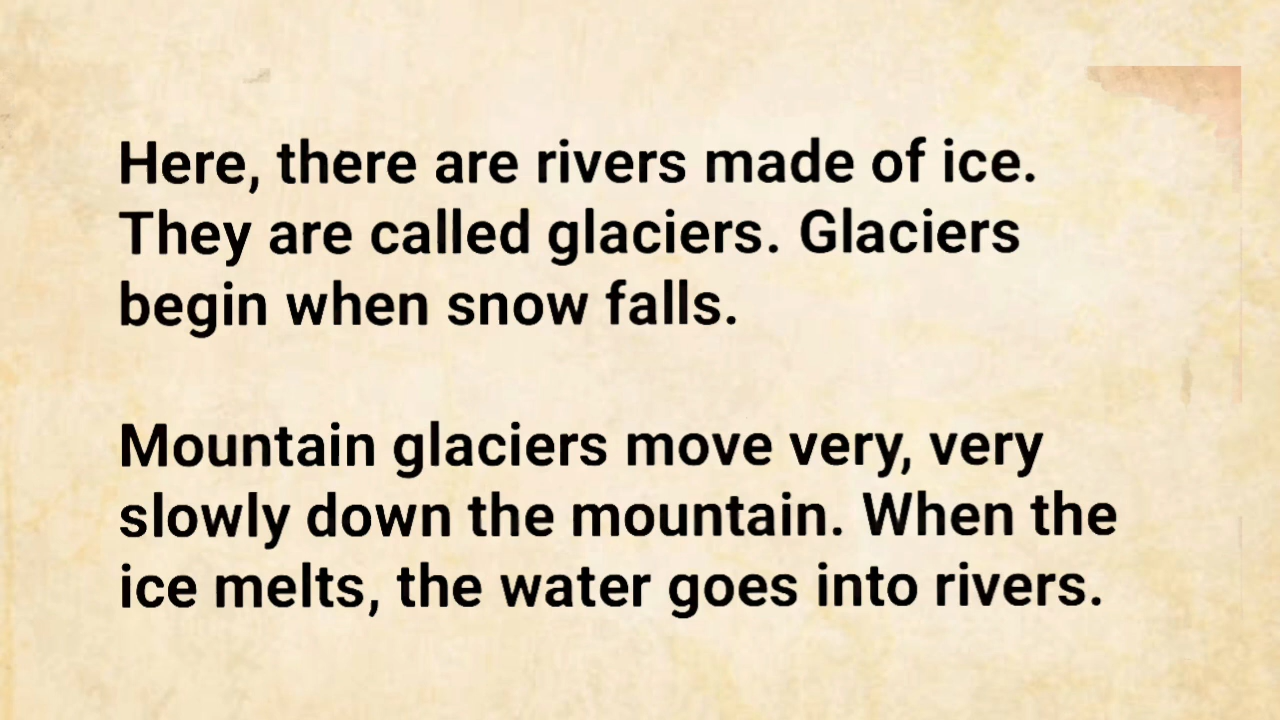 Here, there are rivers made of ice.
They are called glaciers. Glaciers
begin when snow falls.
Mountain glaciers move very, very
slowly down the mountain. When the
ice melts, the water goes into rivers.